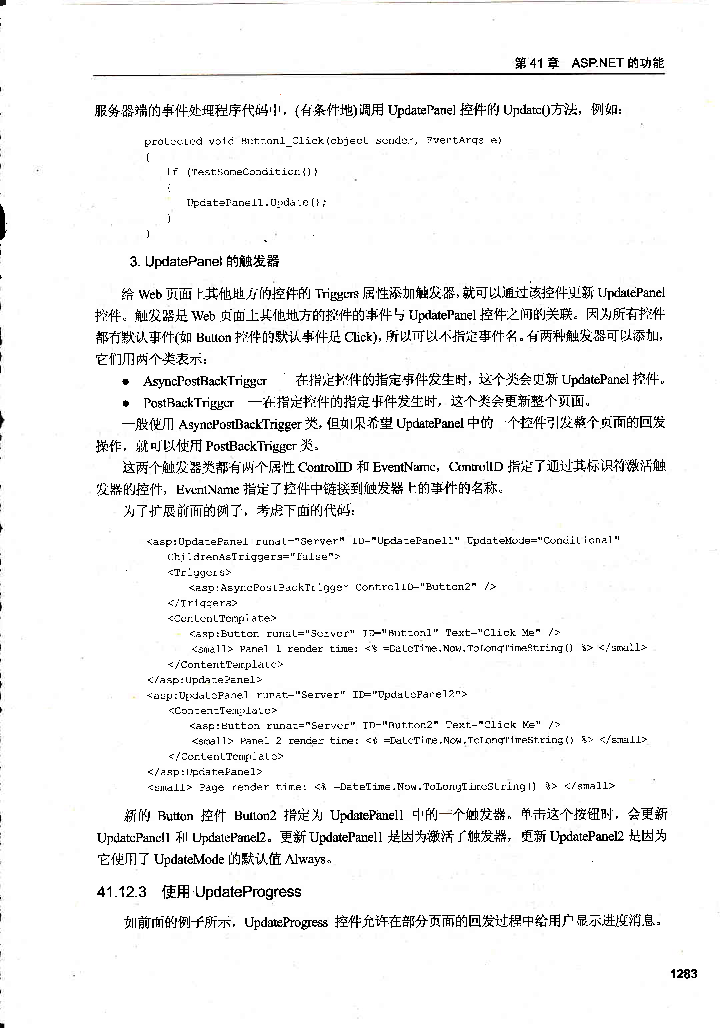 第 41 章 ASP.NET 的功能
服务器端的事件处理程序代码中，(有条件地)调用 UpdatePanel 控件的 Update()方法，例如：
protected void Button1_Click(object sender, EventArgs e)
{
if (TestSomeCondition())
{
UpdatePanel1.Update();
}
}
3. UpdatePanel 的触发器
给 Web 页面上其他地方的控件的 Triggers 属性添加触发器，就可以通过该控件更新 UpdatePanel
控件。触发器是 Web 页面上其他地方的控件的事件与 UpdatePanel 控件之间的关联。因为所有控件
都有默认事件(如 Button 控件的默认事件是 Click)，所以可以不指定事件名。有两种触发器可以添加，
它们用两个类表示：
● AsyncPostBackTrigger — 在指定控件的指定事件发生时，这个类会更新 UpdatePanel 控件。
● PostBackTrigger —在指定控件的指定事件发生时，这个类会更新整个页面。
一般使用 AsyncPostBackTrigger 类，但如果希望 UpdatePanel 中的一个控件引发整个页面的回发
操作，就可以使用 PostBackTrigger 类。
这两个触发器类都有两个属性 ControlID 和 EventName，ControlID 指定了通过其标识符激活触
发器的控件，EventName 指定了控件中链接到触发器上的事件的名称。
为了扩展前面的例子，考虑下面的代码：
<asp:UpdatePanel runat="Server" ID="UpdatePanel1" UpdateMode="Conditional"
ChildrenAsTriggers="false">
<Triggers>
<asp:AsyncPostBackTrigger ControlID="Button2" />
</Triggers>
<ContentTemplate>
<asp:Button runat="Server" ID="Button1" Text="Click Me" />
<small> Panel 1 render time: <% =DateTime.Now.ToLongTimeString() %> </small>
</ContentTemplate>
</asp:UpdatePanel>
<asp:UpdatePanel runat="Server" ID="UpdatePanel2">
<ContentTemplate>
<asp:Button runat="Server" ID="Button2" Text="Click Me" />
<small> Panel 2 render time: <% =DateTime.Now.ToLongTimeString() %> </small>
</ContentTemplate>
</asp:UpdatePanel>
<small> Page render time: <% =DateTime.Now.ToLongTimeString() %> </small>
新的 Button 控件 Button2 指定为 UpdatePanel1 中的一个触发器。单击这个按钮时，会更新
UpdatePanel1 和 UpdatePanel2。更新 UpdatePanel1 是因为激活了触发器，更新 UpdatePanel2 是因为
它使用了 UpdateMode 的默认值 Always。
41.12.3 使用 UpdateProgress
如前面的例子所示，UpdateProgress 控件允许在部分页面的回发过程中给用户显示进度消息。
1283